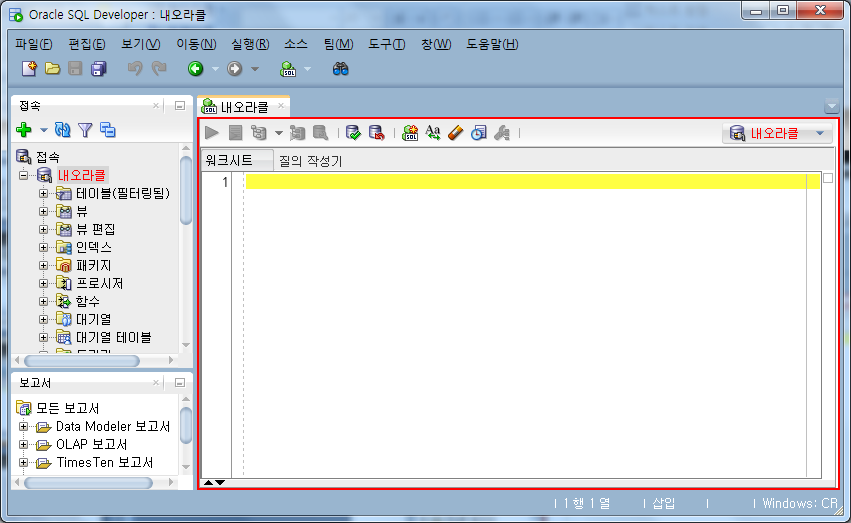 Oracle SQL Developer : 내오라클
파일(F) 편집(E) 보기(V) 이동(N) 실행(R) 소스 팀(M) 도구(T) 창(W) 도움말(H)
접속
접속
내오라클
테이블(필터링됨)
뷰
뷰 편집
인덱스
패키지
프로시저
함수
대기열
대기열 테이블
보고서
모든 보고서
Data Modeler 보고서
OLAP 보고서
TimesTen 보고서
내오라클
내오라클
워크시트 질의 작성기
1
1 행 1 열 삽입 Windows: CR